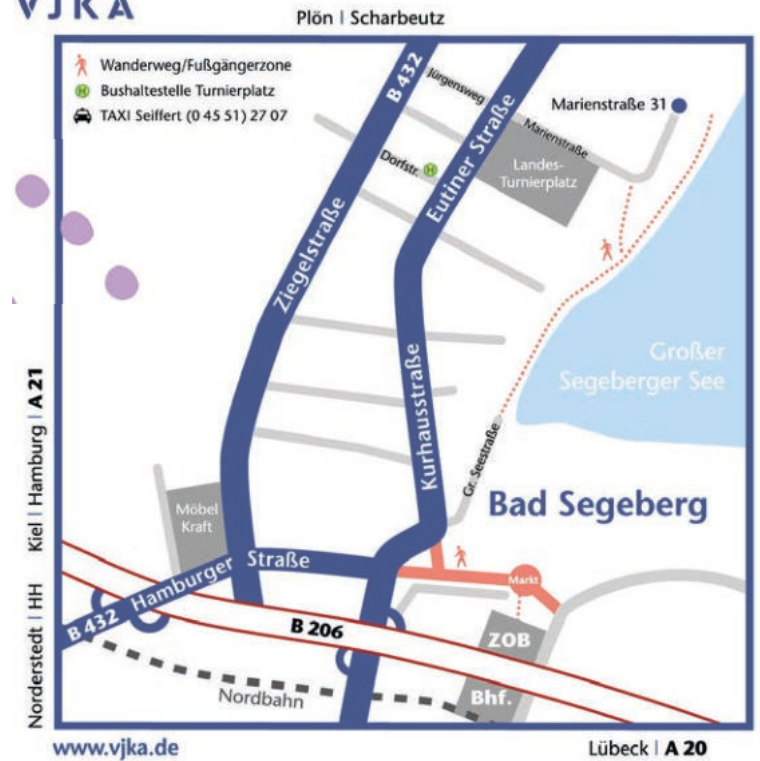 VJKA
Plön | Scharbeutz
Wanderweg/Fußgängerzone
H Bushaltestelle Turnierplatz
TAXI Seiffert (0 45 51) 27 07
B 432
Jürgensweg
Marienstraße 31
Marienstraße
Dorfstr.
H
Landes-
Turnierplatz
Eutiner Straße
Ziegelstraße
Großer
Segeberger See
Kurhausstraße
Gr. Seestraße
Bad Segeberg
Kiel | Hamburg | A 21
Norderstedt | HH
Möbel
Kraft
B 432 Hamburger Straße
Markt
B 206
ZOB
Nordbahn
Bhf.
www.vjka.de
Lübeck | A 20